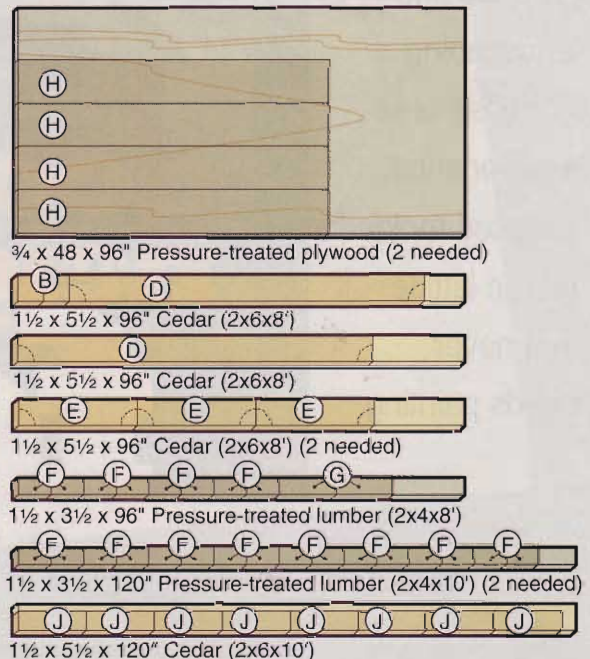 H
H
H
H
3/4 x 48 x 96" Pressure-treated plywood (2 needed)
B D
1½ x 5½ x 96" Cedar (2x6x8')
D
1½ x 5½ x 96" Cedar (2x6x8')
E E E
1½ x 5½ x 96" Cedar (2x6x8') (2 needed)
F F F F G
1½ x 3½ x 96" Pressure-treated lumber (2x4x8')
F F F F F F F F
1½ x 3½ x 120" Pressure-treated lumber (2x4x10') (2 needed)
J J J J J J J J
1½ x 5½ x 120" Cedar (2x6x10')